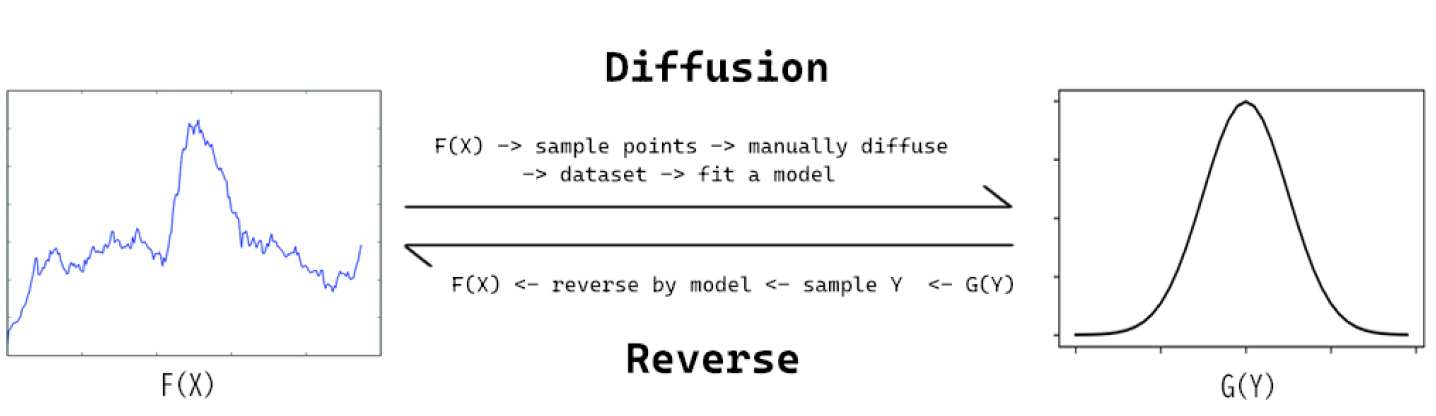 Diffusion
F(X) -> sample points -> manually diffuse
-> dataset -> fit a model
F(X) <- reverse by model <- sample Y <- G(Y)
Reverse
F(X)
G(Y)